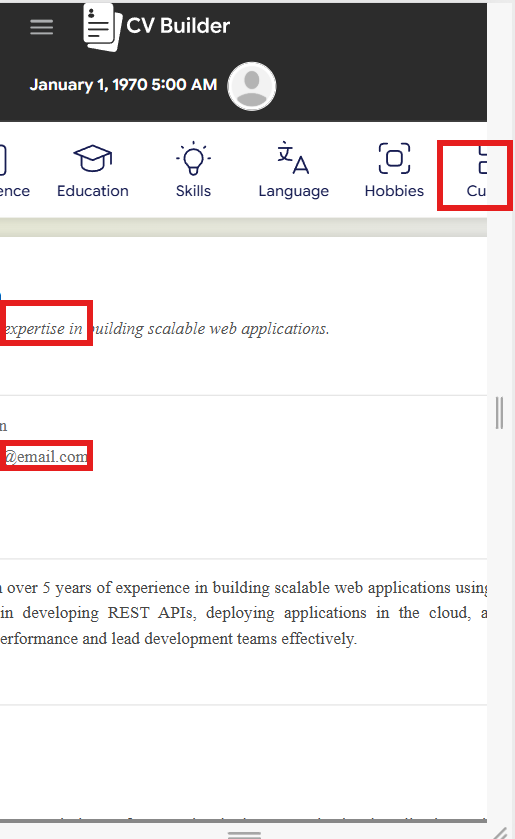 CV Builder
January 1, 1970 5:00 AM
ence Education Skills Language Hobbies Cu
expertise in building scalable web applications.
n
@email.com
over 5 years of experience in building scalable web applications using
in developing REST APIs, deploying applications in the cloud, a
erformance and lead development teams effectively.